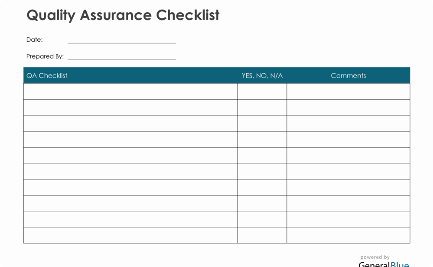 Quality Assurance Checklist
Date:
Prepared By:
QA Checklist YES, NO, N/A Comments
powered by
GeneralBlue